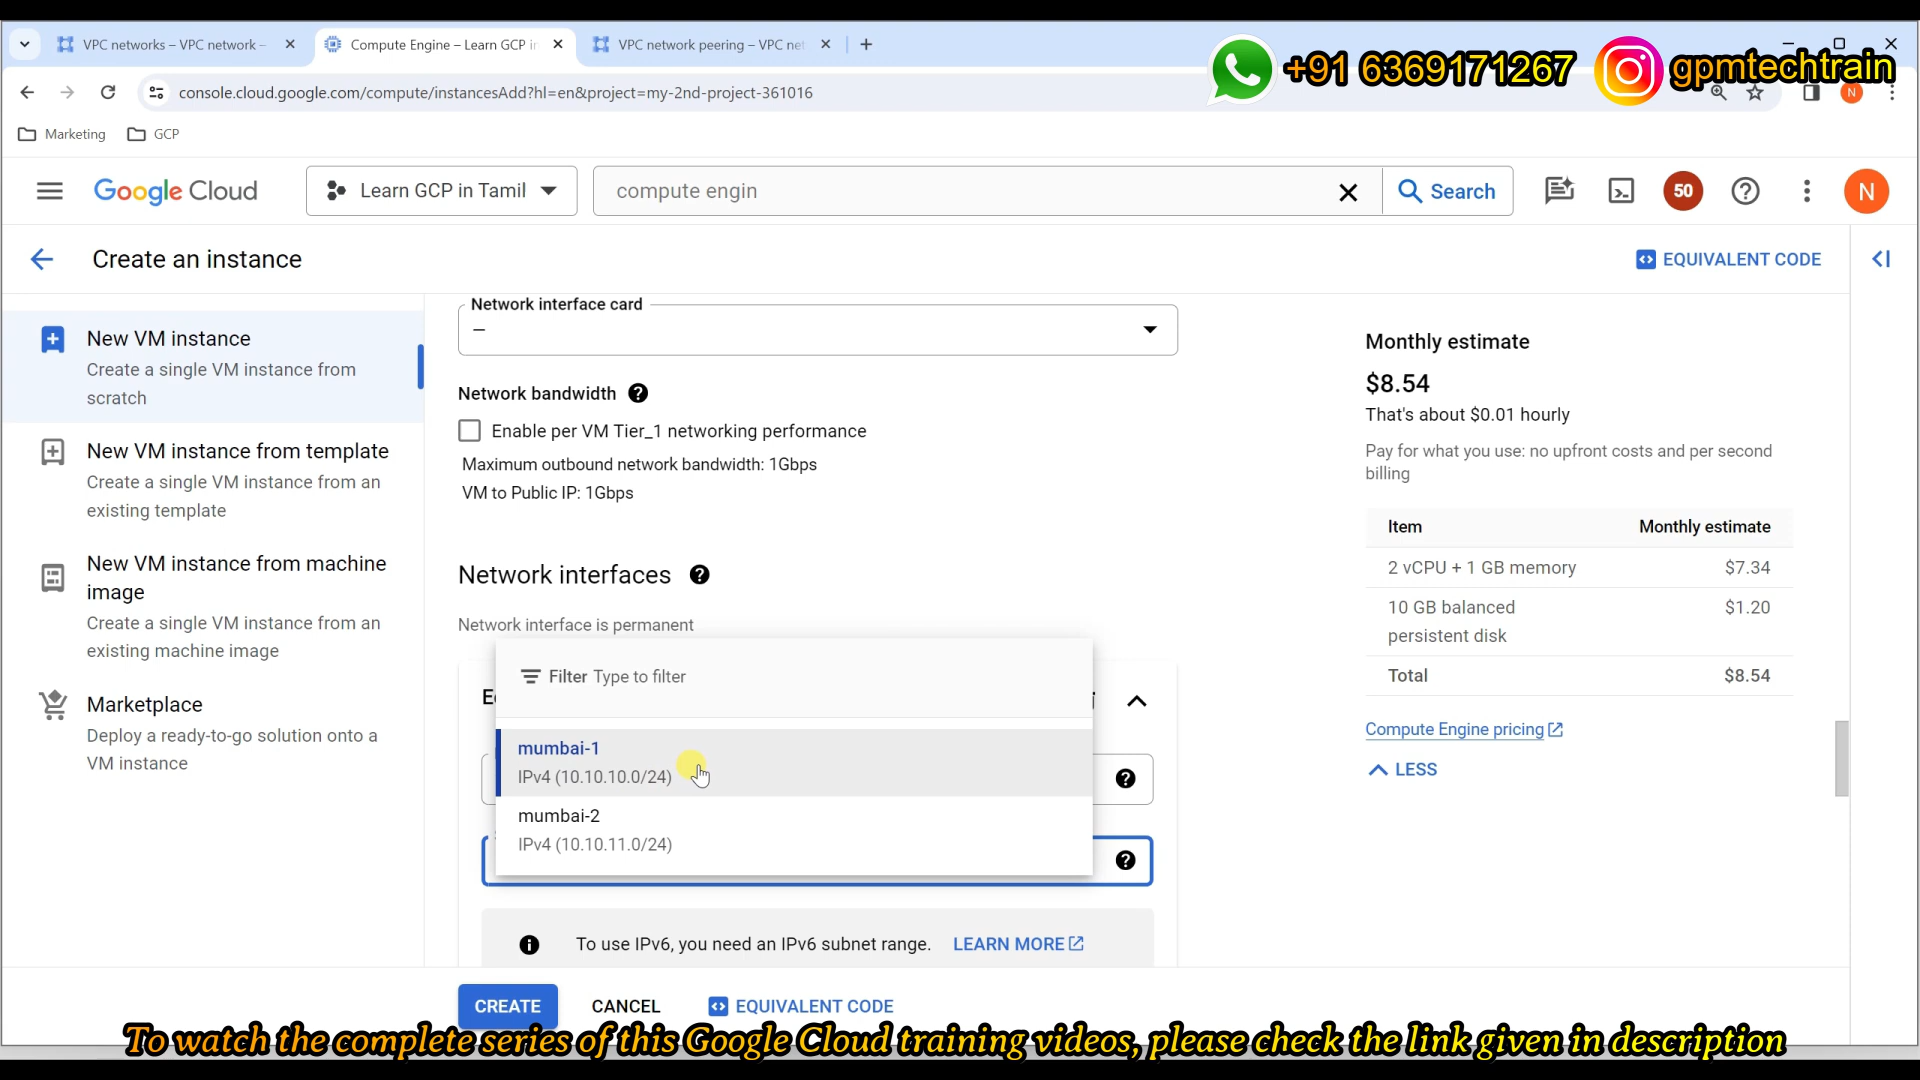 VPC networks – VPC network –
Compute Engine – Learn GCP in
VPC network peering – VPC net
+91 6369171267
gpmtechtrain
console.cloud.google.com/compute/instancesAdd?hl=en&project=my-2nd-project-361016
N
Marketing
GCP
Google Cloud
Learn GCP in Tamil
compute engin
Search
50
N
Create an instance
EQUIVALENT CODE
New VM instance
Create a single VM instance from
scratch
New VM instance from template
Create a single VM instance from an
existing template
New VM instance from machine
image
Create a single VM instance from an
existing machine image
Marketplace
Deploy a ready-to-go solution onto a
VM instance
Network interface card
–
Network bandwidth
Enable per VM Tier_1 networking performance
Maximum outbound network bandwidth: 1Gbps
VM to Public IP: 1Gbps
Network interfaces
Network interface is permanent
Filter Type to filter
mumbai-1
IPv4 (10.10.10.0/24)
mumbai-2
IPv4 (10.10.11.0/24)
To use IPv6, you need an IPv6 subnet range. LEARN MORE
CREATE
CANCEL
EQUIVALENT CODE
Monthly estimate
$8.54
That's about $0.01 hourly
Pay for what you use: no upfront costs and per second
billing
Item Monthly estimate
2 vCPU + 1 GB memory $7.34
10 GB balanced $1.20
persistent disk
Total $8.54
Compute Engine pricing
LESS
To watch the complete series of this Google Cloud training videos, please check the link given in description